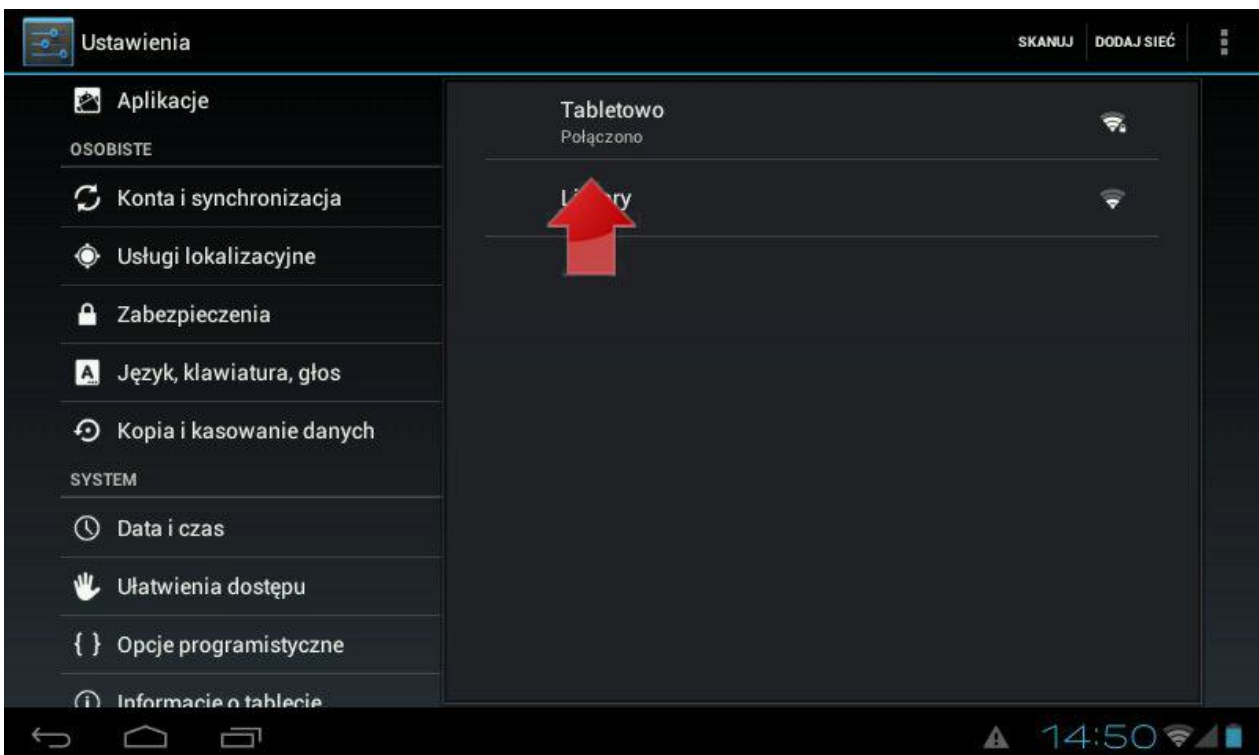 Ustawienia
SKANUJ
DODAJ SIEĆ
Aplikacje
OSOBISTE
Konta i synchronizacja
Usługi lokalizacyjne
Zabezpieczenia
Język, klawiatura, głos
Kopia i kasowanie danych
SYSTEM
Data i czas
Ułatwienia dostępu
{ } Opcje programistyczne
Informacje o tablecie
Tabletowo
Połączono
14:50